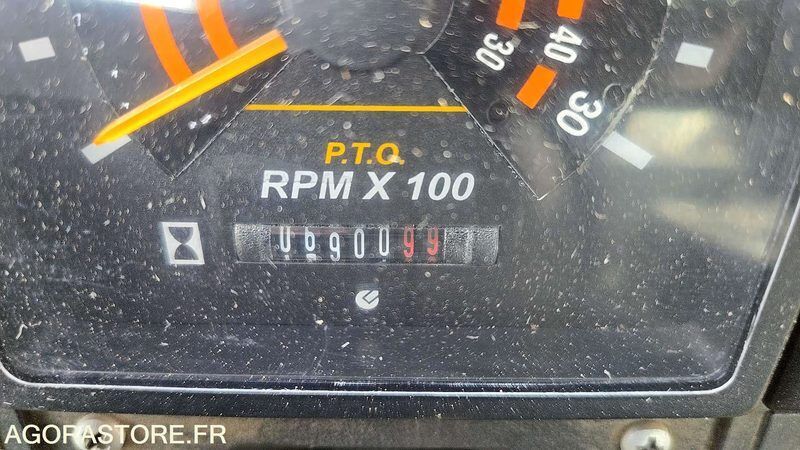 30
40
30
P.T.O.
RPM X 100
0690099
AGORASTORE.FR